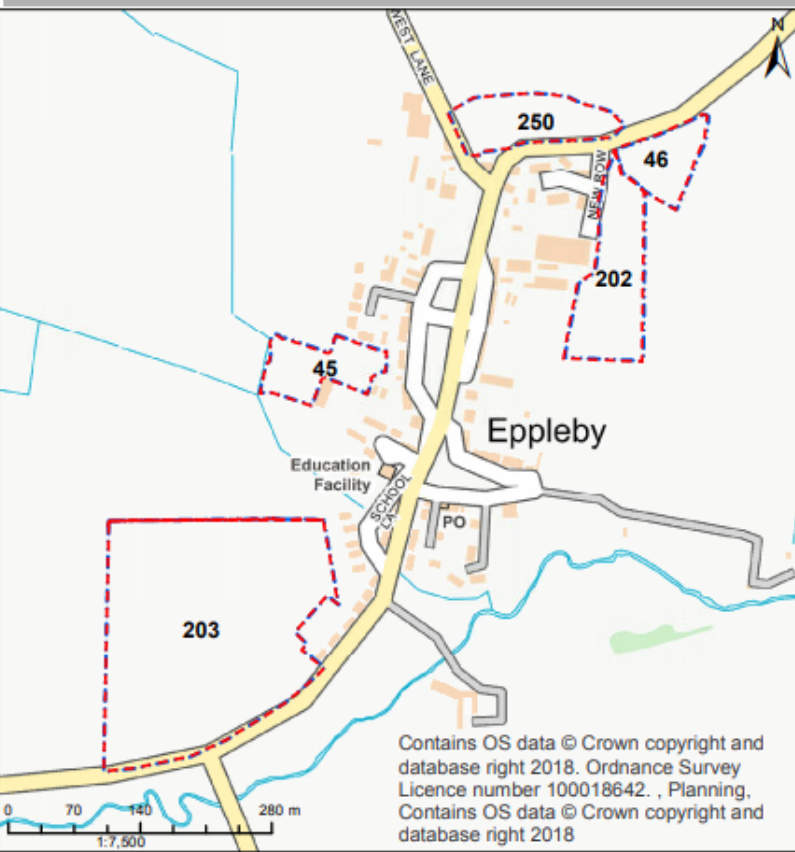 N
WEST LANE
250
46
NEW ROW
202
45
Eppleby
Education
Facility
SCHOOL
LA
PO
203
Contains OS data © Crown copyright and
database right 2018. Ordnance Survey
Licence number 100018642. , Planning,
Contains OS data © Crown copyright and
database right 2018
0 70 140 280 m
1:7,500